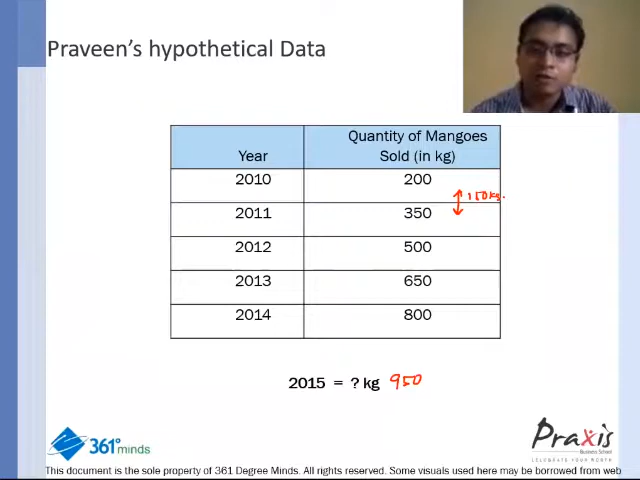 Praveen's hypothetical Data
Year Quantity of Mangoes Sold (in kg)
2010 200
150kg.
2011 350
2012 500
2013 650
2014 800
2015 = ? kg 950
361° minds
Praxis
Business School
CELEBRATE YOUR WORTH
This document is the sole property of 361 Degree Minds. All rights reserved. Some visuals used here may be borrowed from web